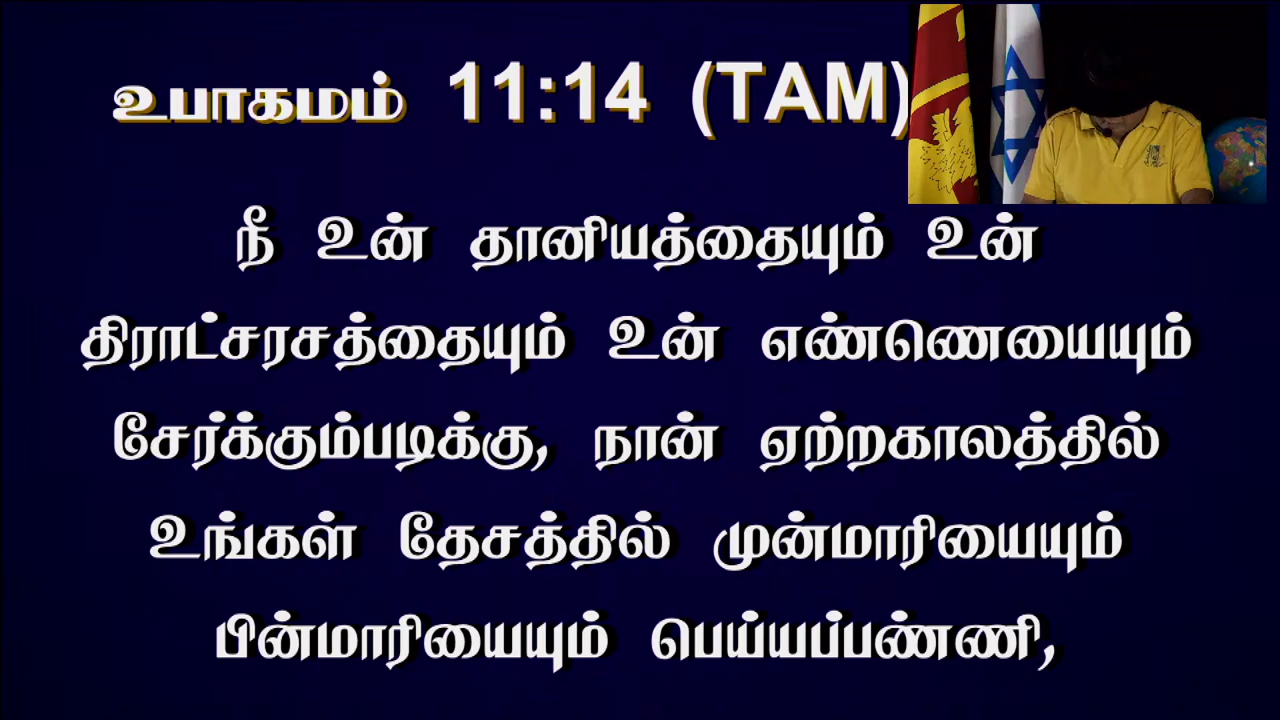 உபாகமம் 11:14 (TAM)
நீ உன் தானியத்தையும் உன்
திராட்சரசத்தையும் உன் எண்ணெயையும்
சேர்க்கும்படிக்கு, நான் ஏற்றகாலத்தில்
உங்கள் தேசத்தில் முன்மாரியையும்
பின்மாரியையும் பெய்யப்பண்ணி,